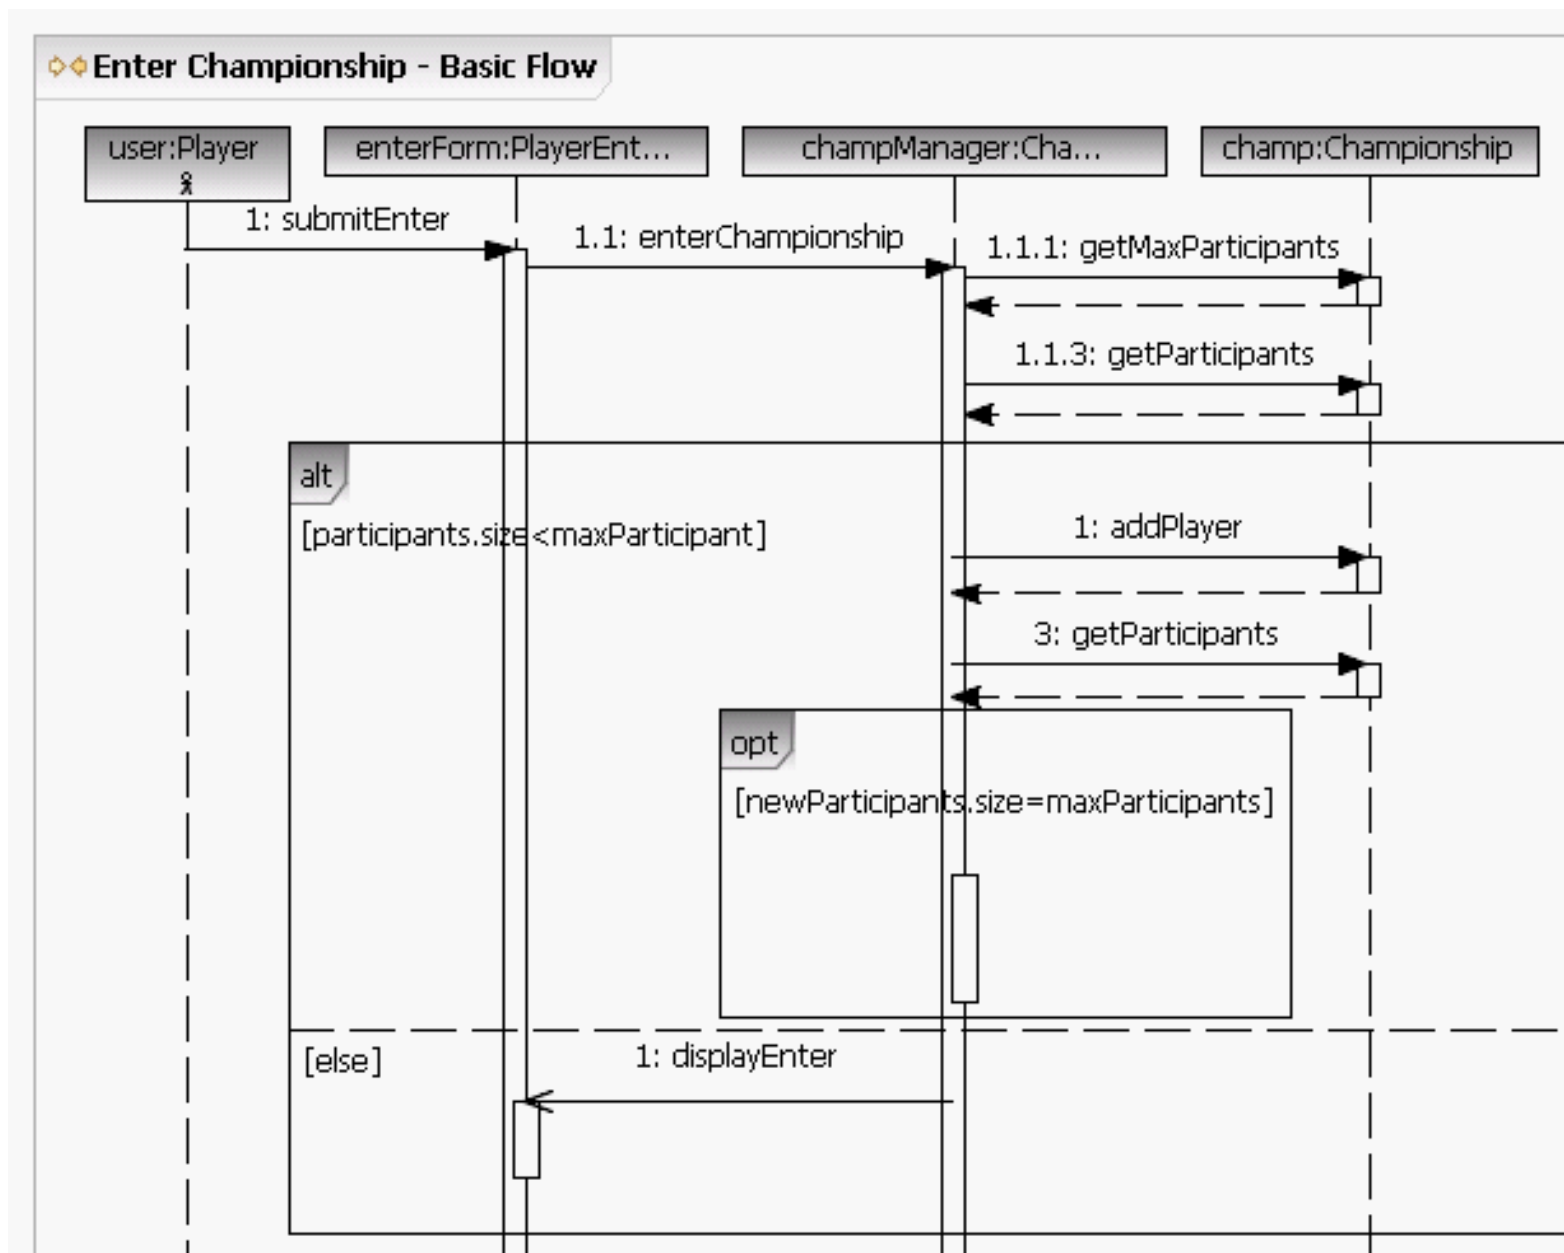 Enter Championship - Basic Flow
user:Player
enterForm:PlayerEnt...
champManager:Cha...
champ:Championship
1: submitEnter
1.1: enterChampionship
1.1.1: getMaxParticipants
1.1.3: getParticipants
alt
[participants.size<maxParticipant]
1: addPlayer
3: getParticipants
opt
[newParticipants.size=maxParticipants]
[else]
1: displayEnter